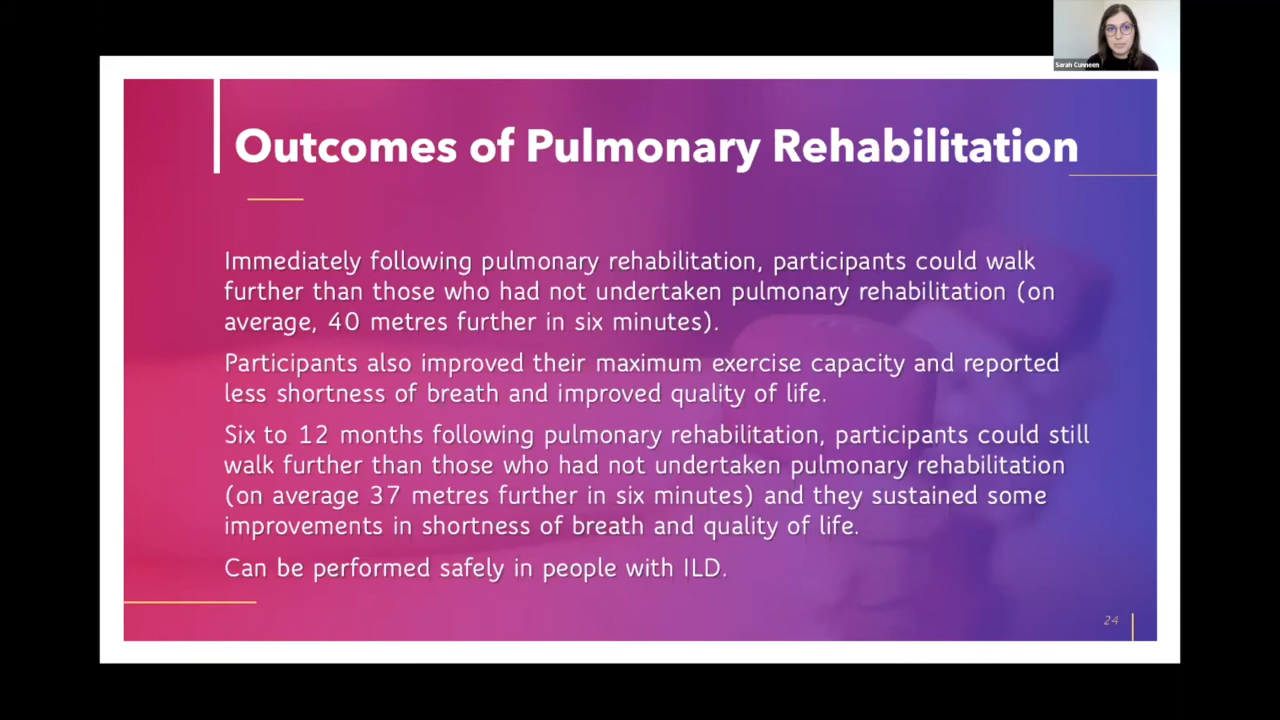 Sarah Cunneen
Outcomes of Pulmonary Rehabilitation
Immediately following pulmonary rehabilitation, participants could walk
further than those who had not undertaken pulmonary rehabilitation (on
average, 40 metres further in six minutes).
Participants also improved their maximum exercise capacity and reported
less shortness of breath and improved quality of life.
Six to 12 months following pulmonary rehabilitation, participants could still
walk further than those who had not undertaken pulmonary rehabilitation
(on average 37 metres further in six minutes) and they sustained some
improvements in shortness of breath and quality of life.
Can be performed safely in people with ILD.
24